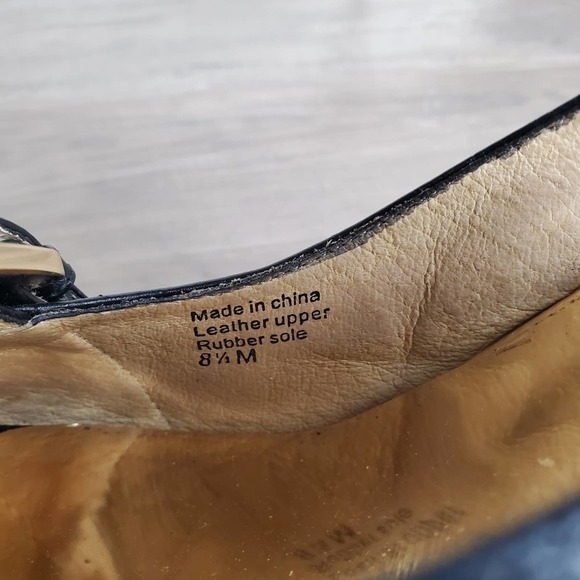 Made in china
Leather upper
Rubber sole
8½ M